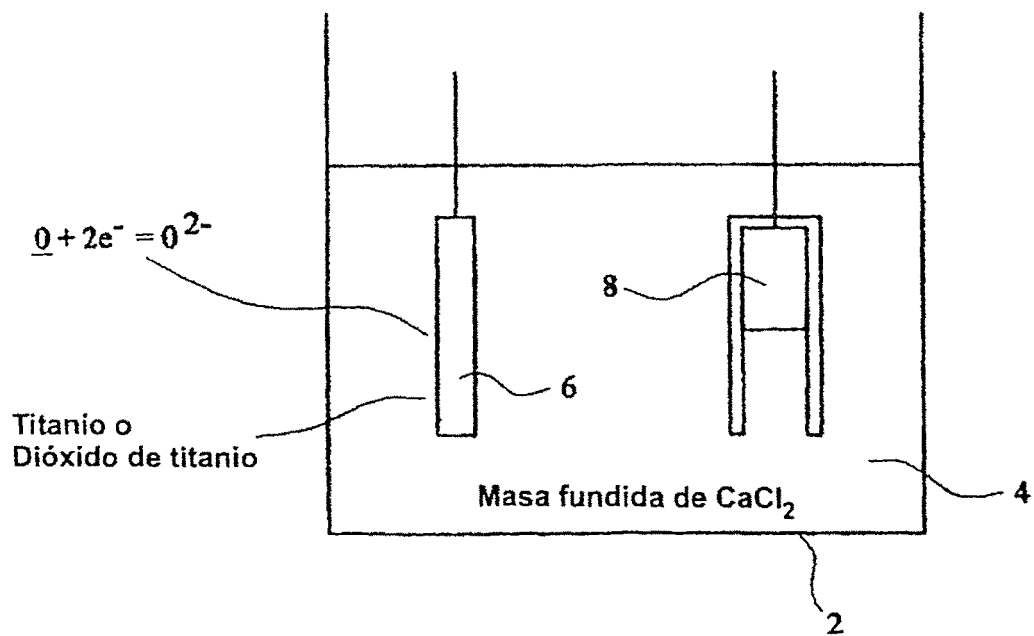 O + 2e⁻ = O²⁻
8
6
Titanio o
Dióxido de titanio
Masa fundida de CaCl₂
4
2